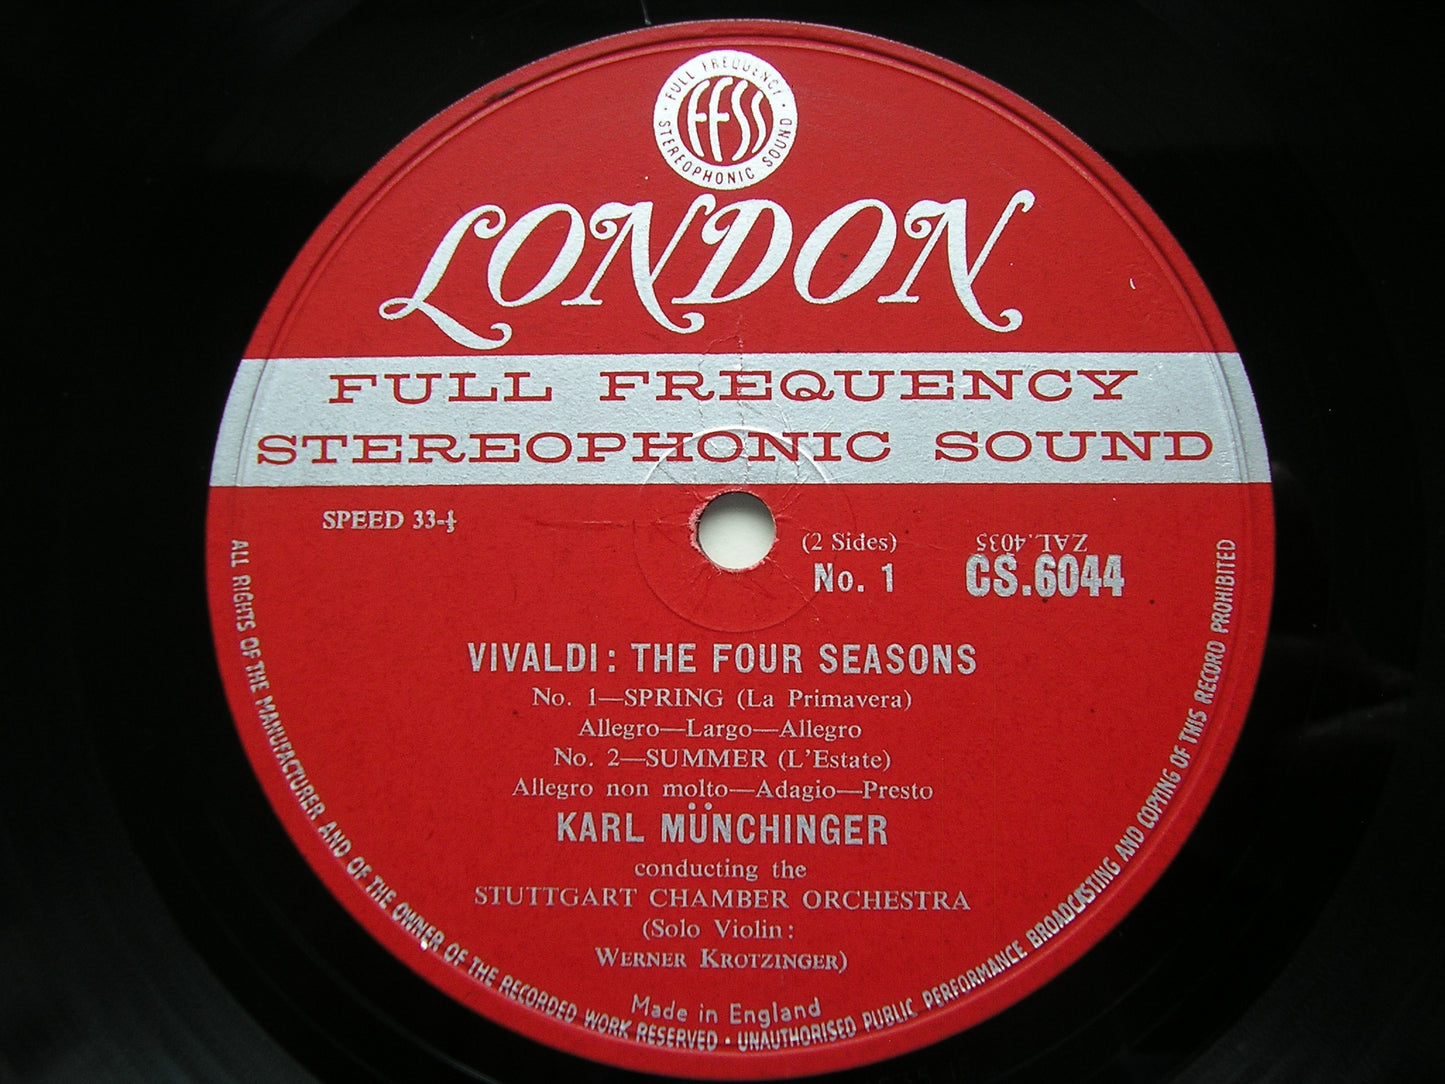 FULL FREQUENCY
FFSS
STEREOPHONIC SOUND
LONDON
FULL FREQUENCY
STEREOPHONIC SOUND
SPEED 33-⅓
(2 Sides)
ZAL.4035
No. 1
CS.6044
VIVALDI: THE FOUR SEASONS
No. 1—SPRING (La Primavera)
Allegro—Largo—Allegro
No. 2—SUMMER (L'Estate)
Allegro non molto—Adagio—Presto
KARL MÜNCHINGER
conducting the
STUTTGART CHAMBER ORCHESTRA
(Solo Violin:
WERNER KROTZINGER)
Made in England
ALL RIGHTS OF THE MANUFACTURER AND OF THE OWNER OF THE RECORDED WORK RESERVED · UNAUTHORISED PUBLIC PERFORMANCE BROADCASTING AND COPYING OF THIS RECORD PROHIBITED